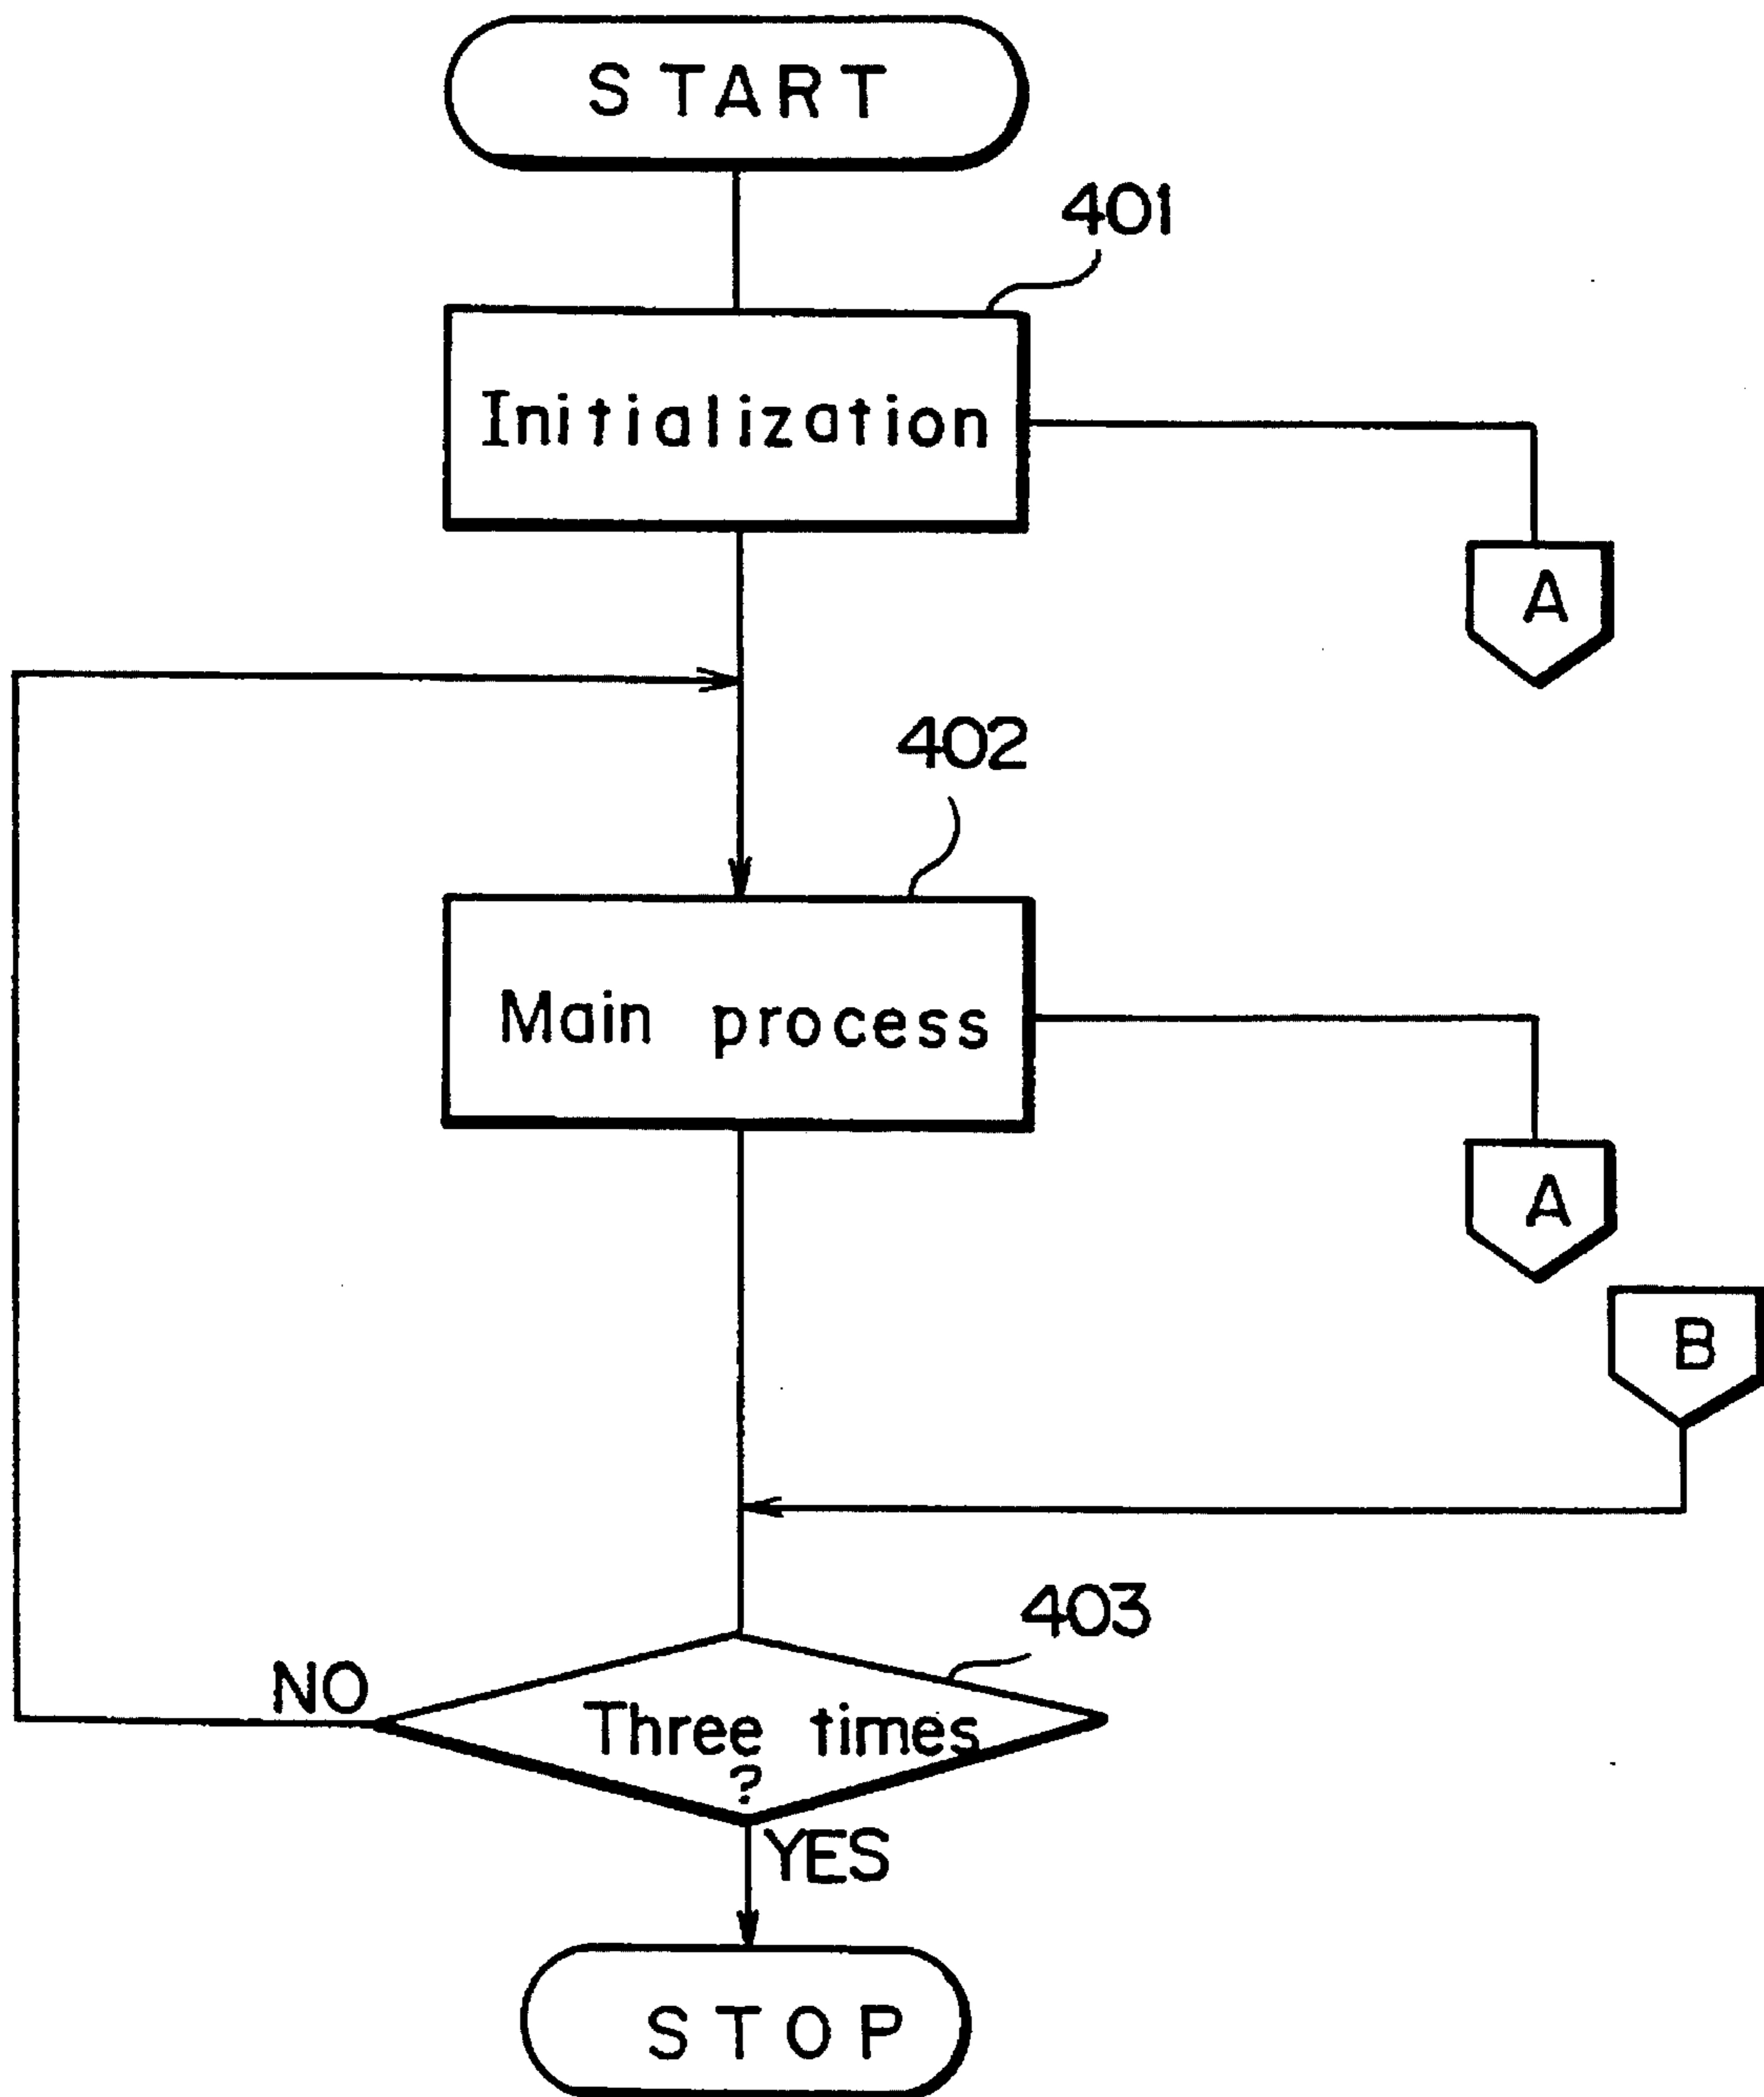 START
401
Initialization
A
402
Main process
A
B
403
NO
Three times
?
YES
STOP